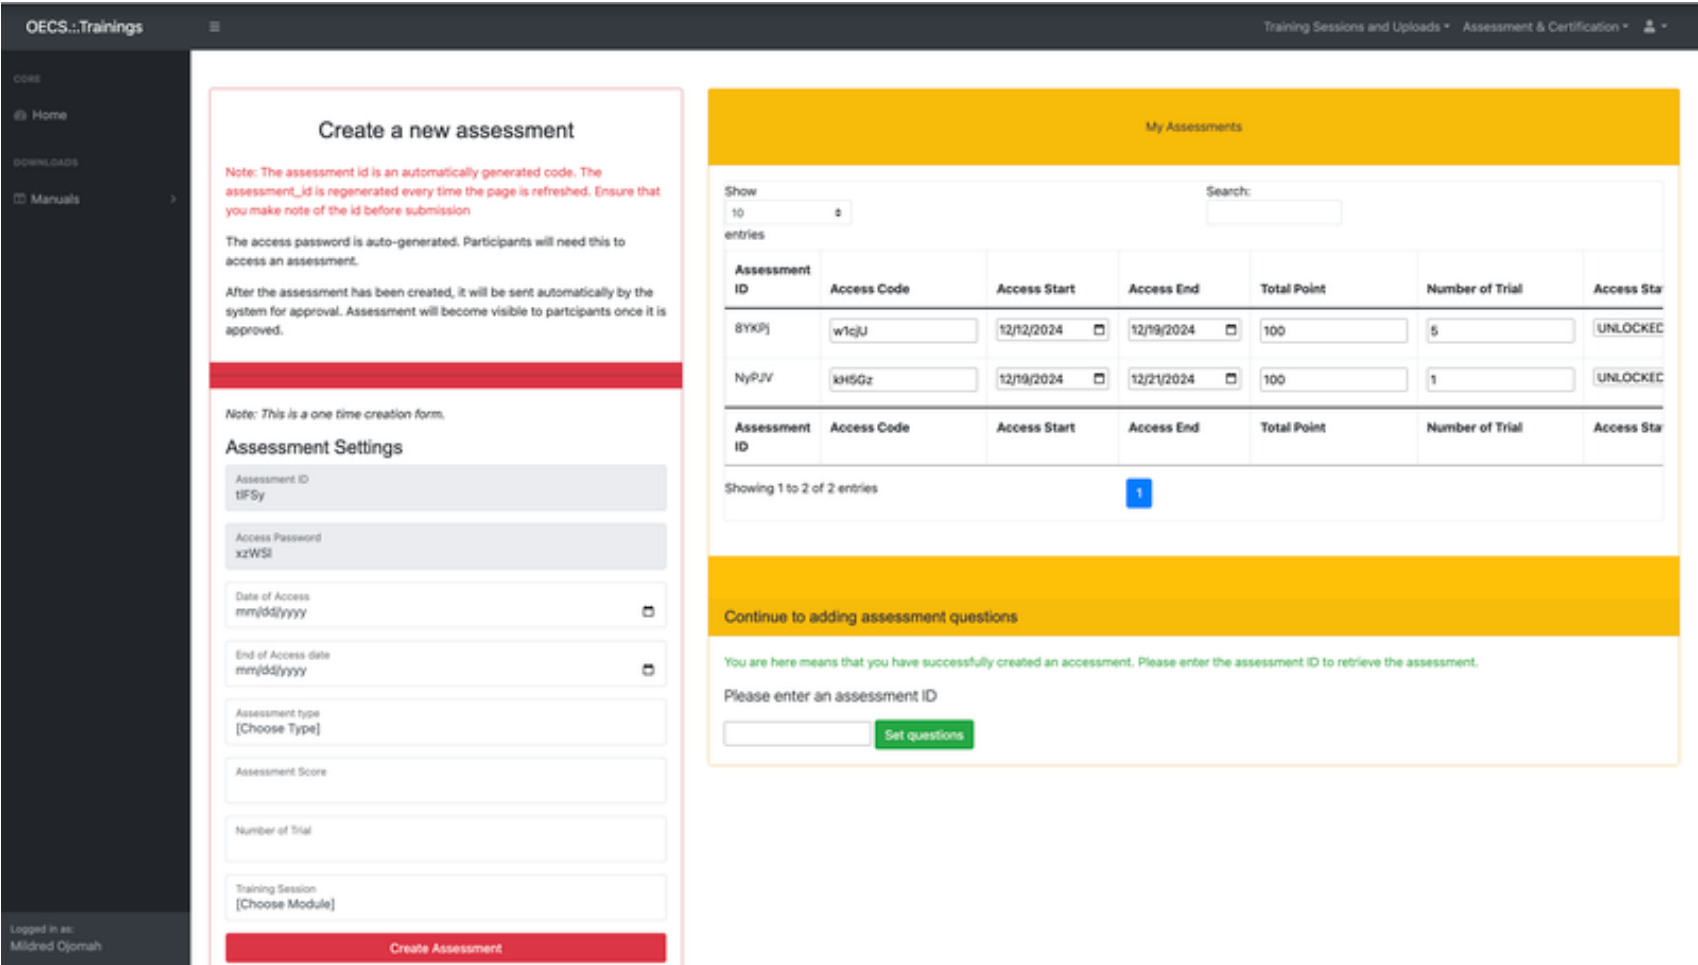 OECS.:.Trainings
Training Sessions and Uploads
Assessment & Certification
CORE
Home
DOWNLOADS
Manuals
Logged in as:
Mildred Ojomah
Create a new assessment
Note: The assessment id is an automatically generated code. The
assessment_id is regenerated every time the page is refreshed. Ensure that
you make note of the id before submission
The access password is auto-generated. Participants will need this to
access an assessment.
After the assessment has been created, it will be sent automatically by the
system for approval. Assessment will become visible to partcipants once it is
approved.
Note: This is a one time creation form.
Assessment Settings
Assessment ID
Access Password
Date of Access
mm/dd/yyyy
End of Access date
mm/dd/yyyy
Assessment type
[Choose Type]
Assessment Score
Number of Trial
Training Session
[Choose Module]
Create Assessment
My Assessments
Show
10
entries
Search:
Assessment ID Access Code Access Start Access End Total Point Number of Trial Access Sta
8YKPj w1cjU 12/12/2024 12/19/2024 100 5 UNLOCKED
NyPJV kH5Gz 12/19/2024 12/21/2024 100 1 UNLOCKED
Assessment ID Access Code Access Start Access End Total Point Number of Trial Access Sta
Showing 1 to 2 of 2 entries
1
Continue to adding assessment questions
You are here means that you have successfully created an accessment. Please enter the assessment ID to retrieve the assessment.
Please enter an assessment ID
Set questions